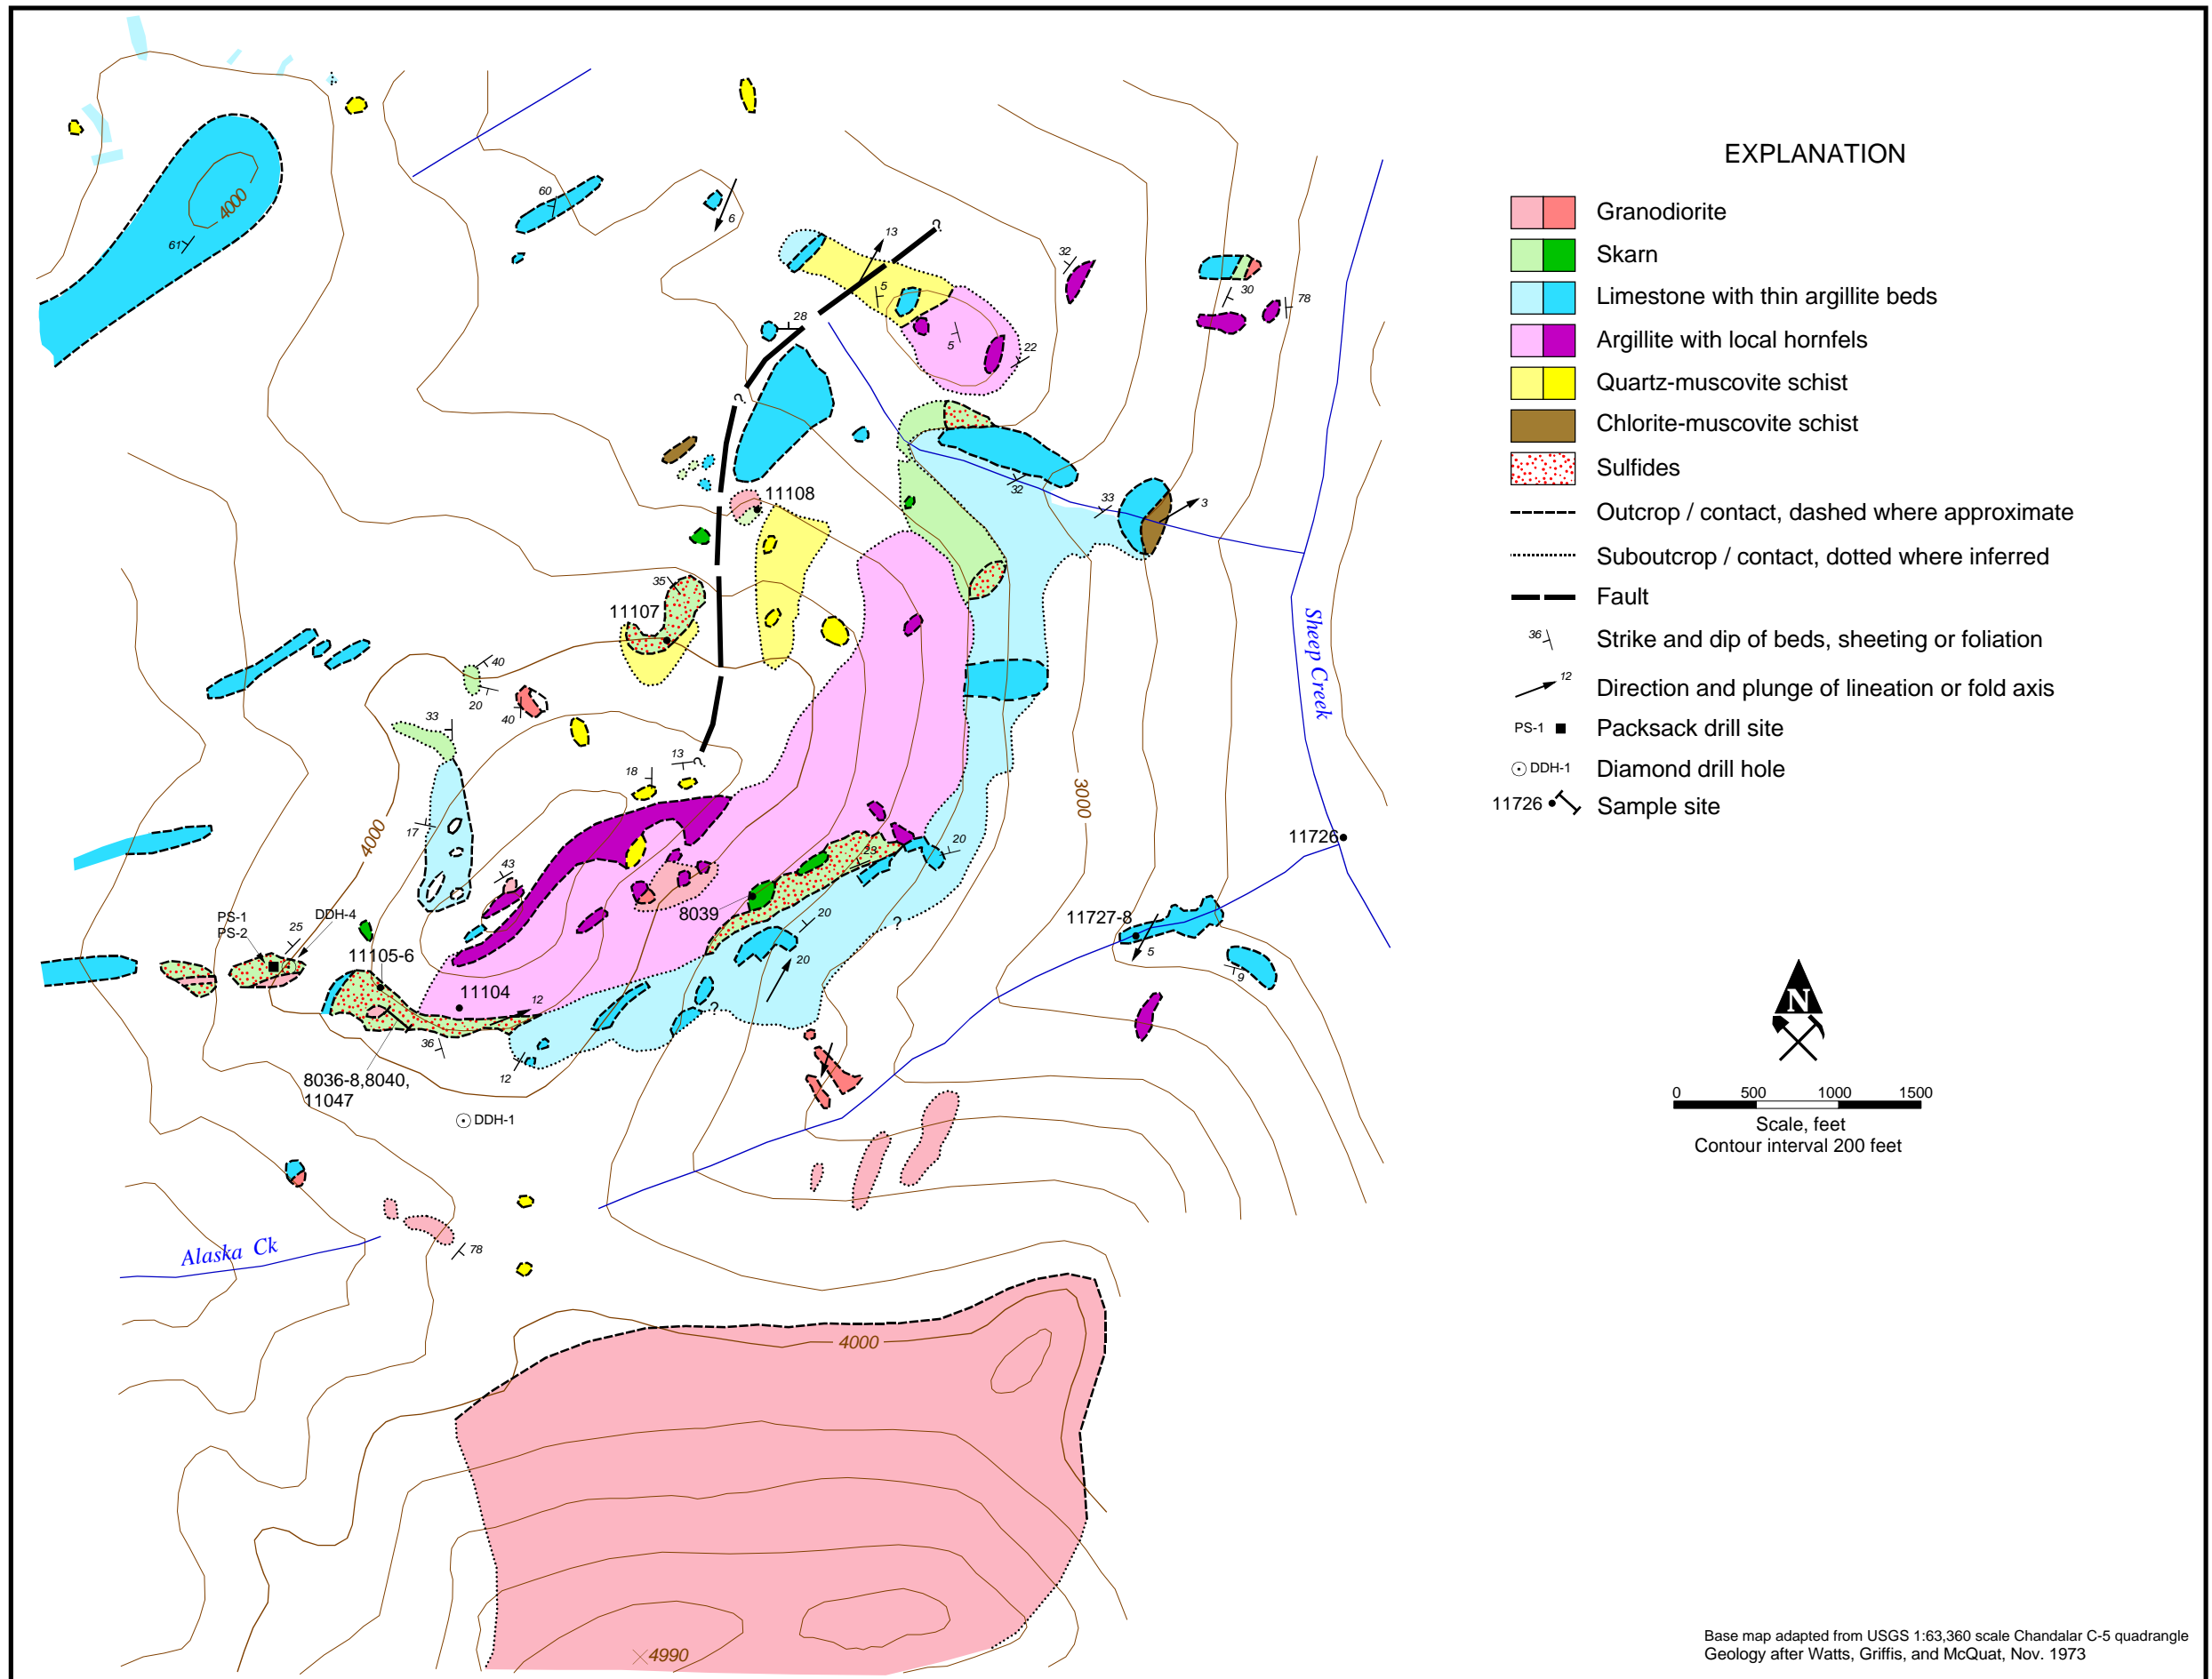 EXPLANATION
Granodiorite
Skarn
Limestone with thin argillite beds
Argillite with local hornfels
Quartz-muscovite schist
Chlorite-muscovite schist
Sulfides
Outcrop / contact, dashed where approximate
Suboutcrop / contact, dotted where inferred
Fault
36 Strike and dip of beds, sheeting or foliation
12 Direction and plunge of lineation or fold axis
PS-1 Packsack drill site
DDH-1 Diamond drill hole
11726 Sample site
N
0 500 1000 1500
Scale, feet
Contour interval 200 feet
Base map adapted from USGS 1:63,360 scale Chandalar C-5 quadrangle
Geology after Watts, Griffis, and McQuat, Nov. 1973
4000
61
60
6
13
?
32
30
78
5
28
5
22
?
32
33
3
11108
35
11107
Sheep Creek
40
20
40
33
13
?
18
3000
17
4000
43
23
20
11726
8039
PS-1
PS-2
DDH-4
25
20
?
11727-8
5
20
9
11105-6
11104
12
?
36
12
8036-8,8040,
11047
DDH-1
Alaska Ck
78
4000
4990